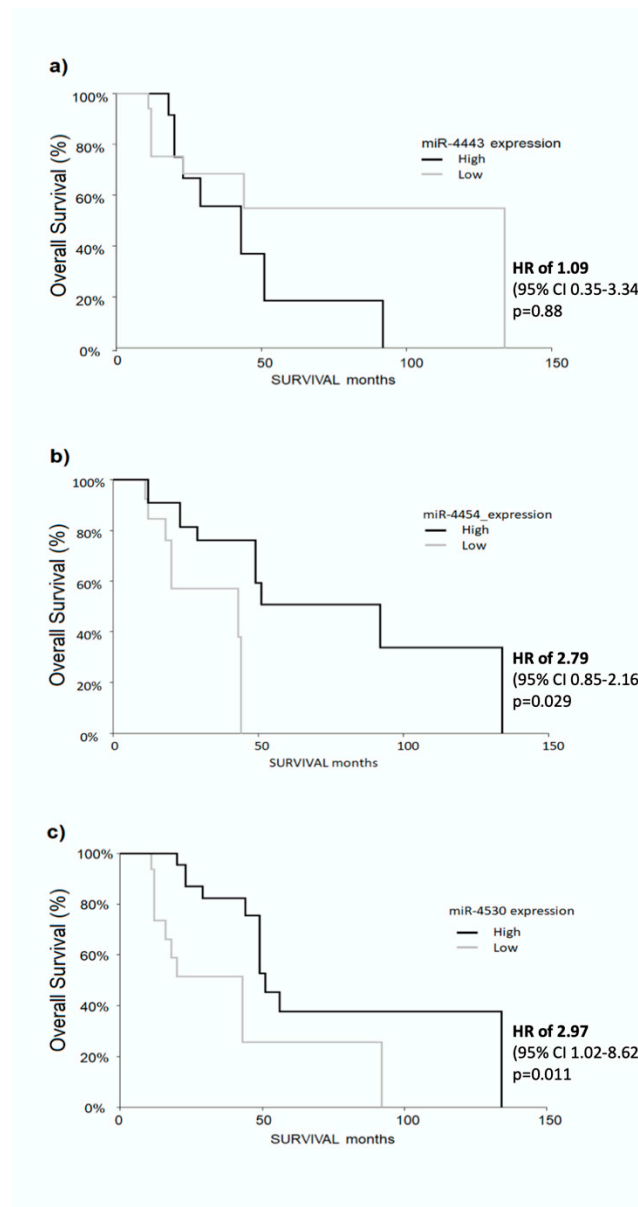 a)
100%
80%
60%
40%
20%
0%
Overall Survival (%)
miR-4443 expression
High
Low
HR of 1.09
(95% CI 0.35-3.34
p=0.88
0
50
100
150
SURVIVAL months
b)
100%
80%
60%
40%
20%
0%
Overall Survival (%)
miR-4454_expression
High
Low
HR of 2.79
(95% CI 0.85-2.16
p=0.029
0
50
100
150
SURVIVAL months
c)
100%
80%
60%
40%
20%
0%
Overall Survival (%)
miR-4530 expression
High
Low
HR of 2.97
(95% CI 1.02-8.62
p=0.011
0
50
100
150
SURVIVAL months